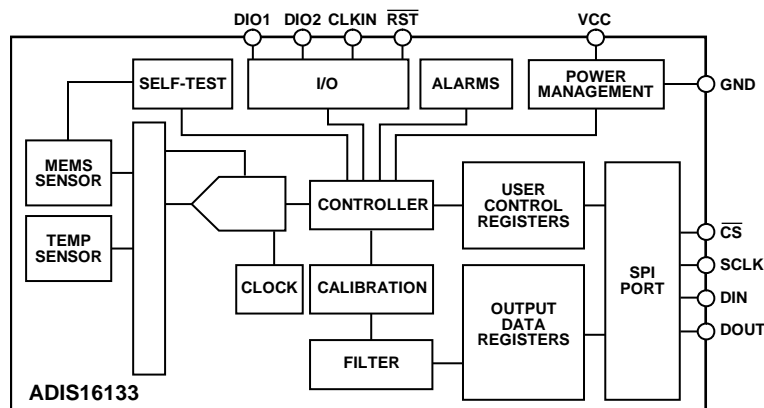 DIO1 DIO2 CLKIN RST VCC
SELF-TEST
I/O
ALARMS
POWER
MANAGEMENT
GND
MEMS
SENSOR
TEMP
SENSOR
CONTROLLER
CLOCK
CALIBRATION
FILTER
USER
CONTROL
REGISTERS
OUTPUT
DATA
REGISTERS
SPI
PORT
CS
SCLK
DIN
DOUT
ADIS16133